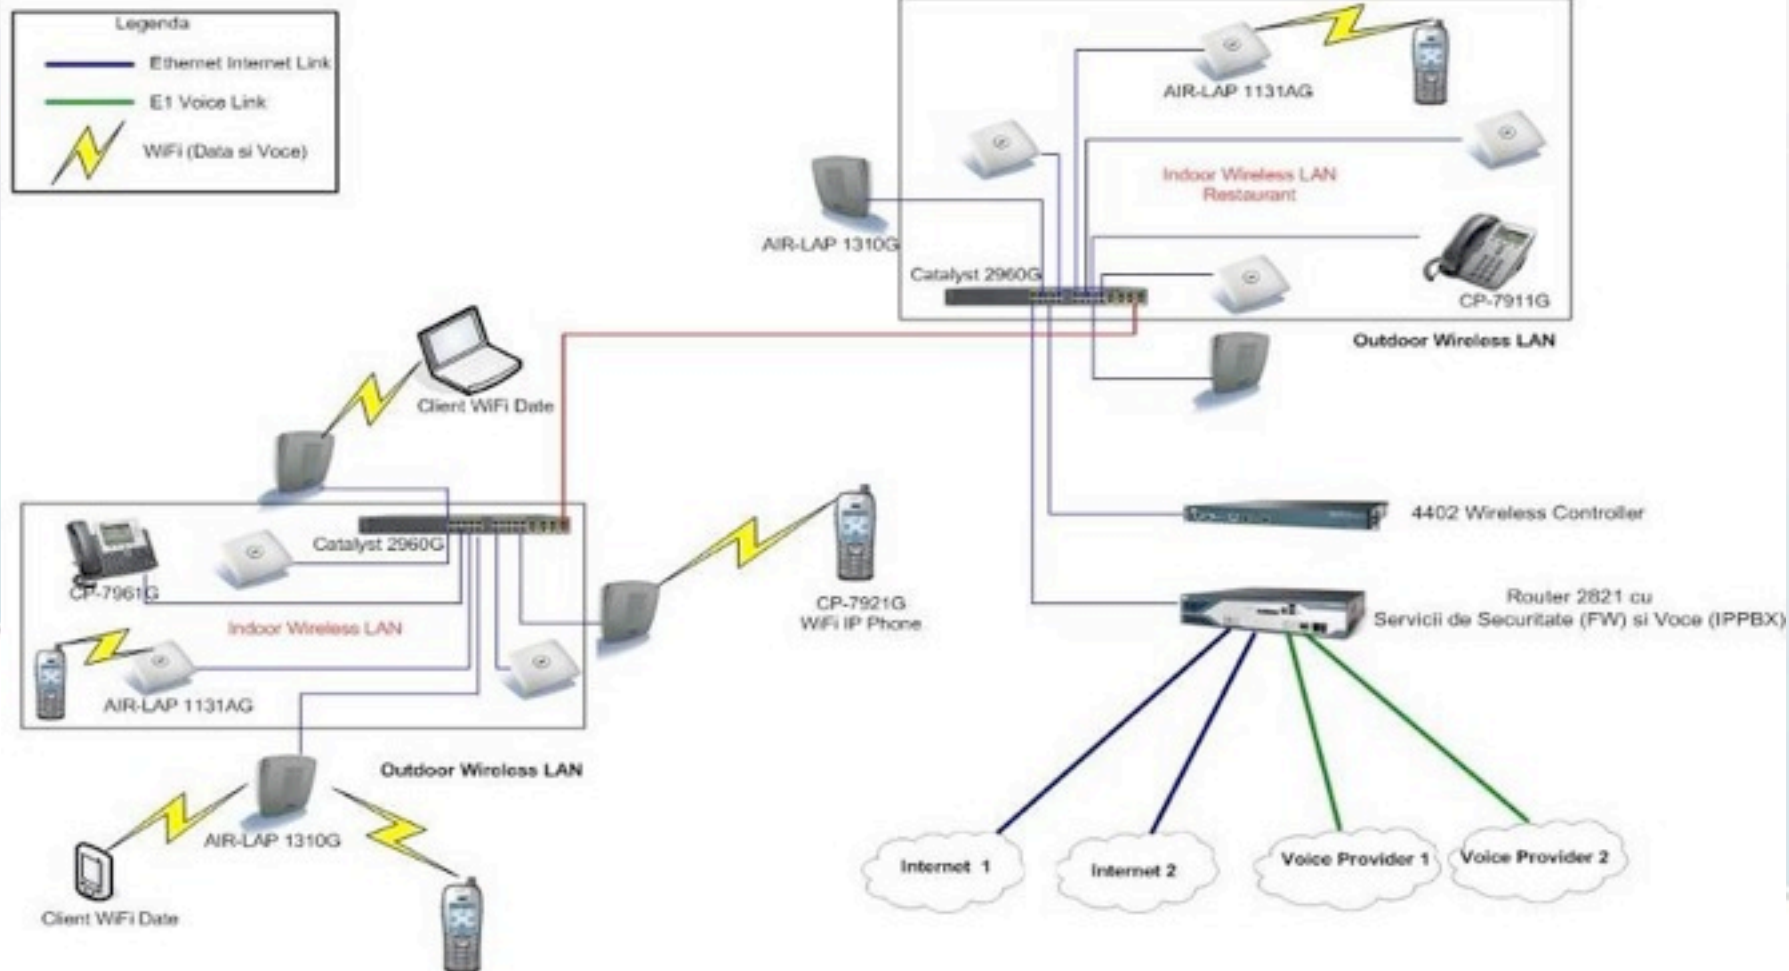 Legenda
Ethernet Internet Link
E1 Voice Link
WiFi (Data si Voce)
AIR-LAP 1131AG
Indoor Wireless LAN
Restaurant
AIR-LAP 1310G
Catalyst 2960G
CP-7911G
Outdoor Wireless LAN
Client WiFi Date
Catalyst 2960G
CP-7961G
Indoor Wireless LAN
AIR-LAP 1131AG
CP-7921G
WiFi IP Phone
4402 Wireless Controller
Router 2821 cu
Servicii de Securitate (FW) si Voce (IPPBX)
Outdoor Wireless LAN
AIR-LAP 1310G
Client WiFi Date
Internet 1
Internet 2
Voice Provider 1
Voice Provider 2